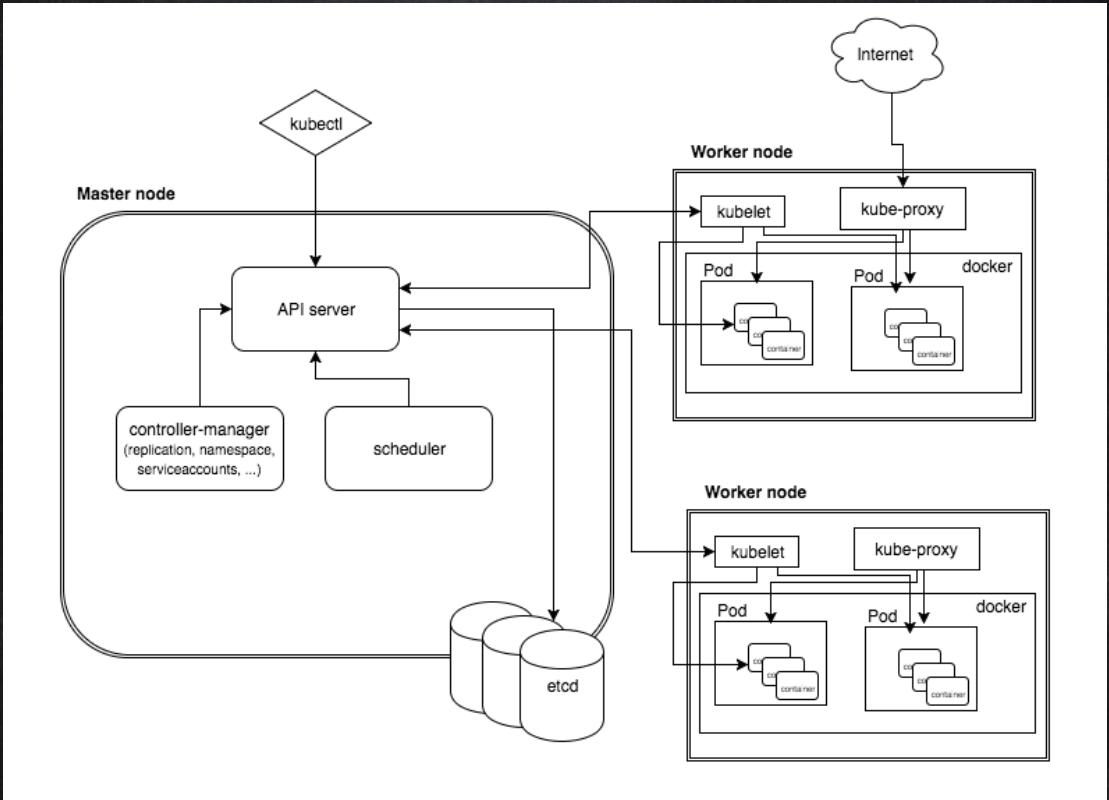 Internet
kubectl
Master node
API server
controller-manager
(replication, namespace,
serviceaccounts, ...)
scheduler
etcd
Worker node
kubelet
kube-proxy
docker
Pod
Pod
container
container
Worker node
kubelet
kube-proxy
docker
Pod
Pod
container
container